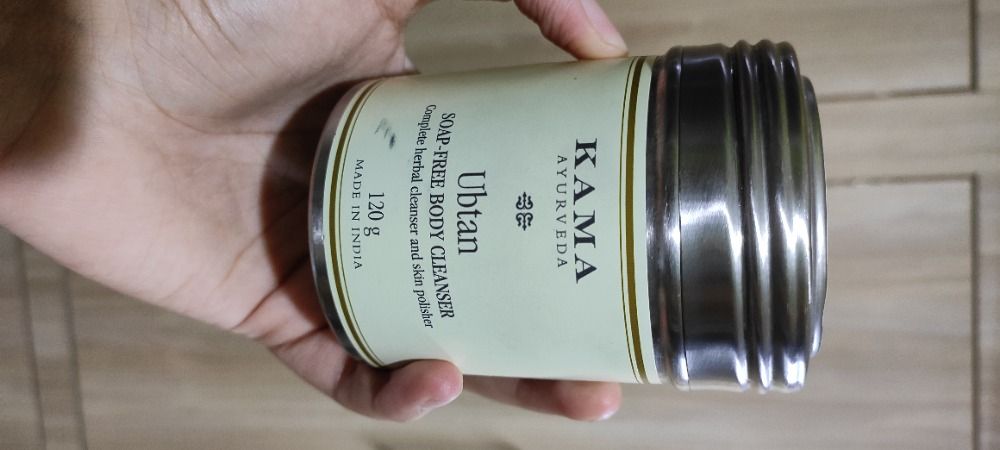 KAMA
AYURVEDA
Ubtan
SOAP-FREE BODY CLEANSER
Complete herbal cleanser and skin polisher
120 g
MADE IN INDIA